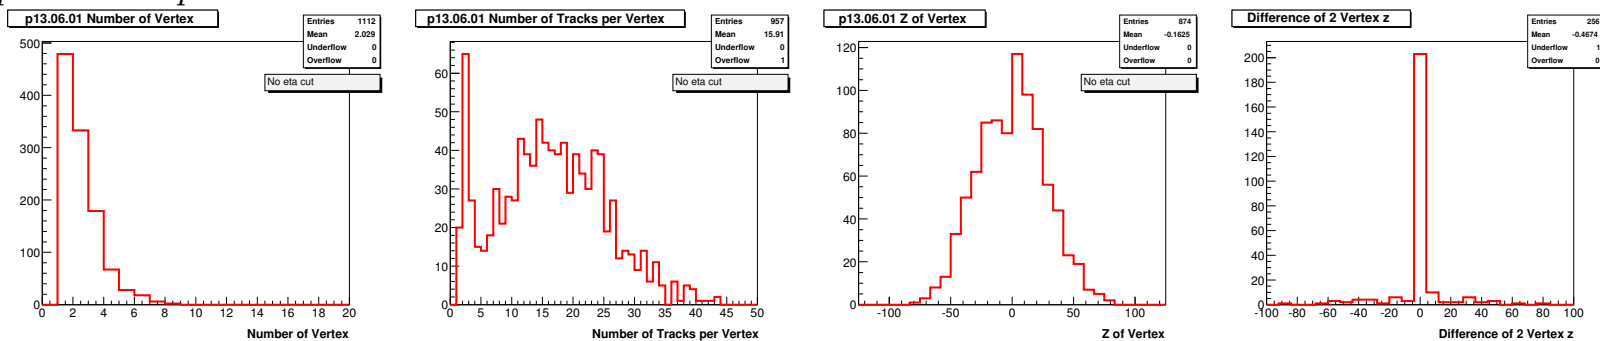 p13.06.01 Number of Vertex
Entries 1112
Mean 2.029
Underflow 0
Overflow 0
No eta cut
500
400
300
200
100
0
0 2 4 6 8 10 12 14 16 18 20
Number of Vertex
p13.06.01 Number of Tracks per Vertex
Entries 957
Mean 15.91
Underflow 0
Overflow 1
No eta cut
60
50
40
30
20
10
0
0 5 10 15 20 25 30 35 40 45 50
Number of Tracks per Vertex
p13.06.01 Z of Vertex
Entries 874
Mean -0.1625
Underflow 0
Overflow 0
No eta cut
120
100
80
60
40
20
0
-100 -50 0 50 100
Z of Vertex
Difference of 2 Vertex z
Entries 256
Mean -0.4674
Underflow 1
Overflow 0
200
180
160
140
120
100
80
60
40
20
0
-100 -80 -60 -40 -20 0 20 40 60 80 100
Difference of 2 Vertex z